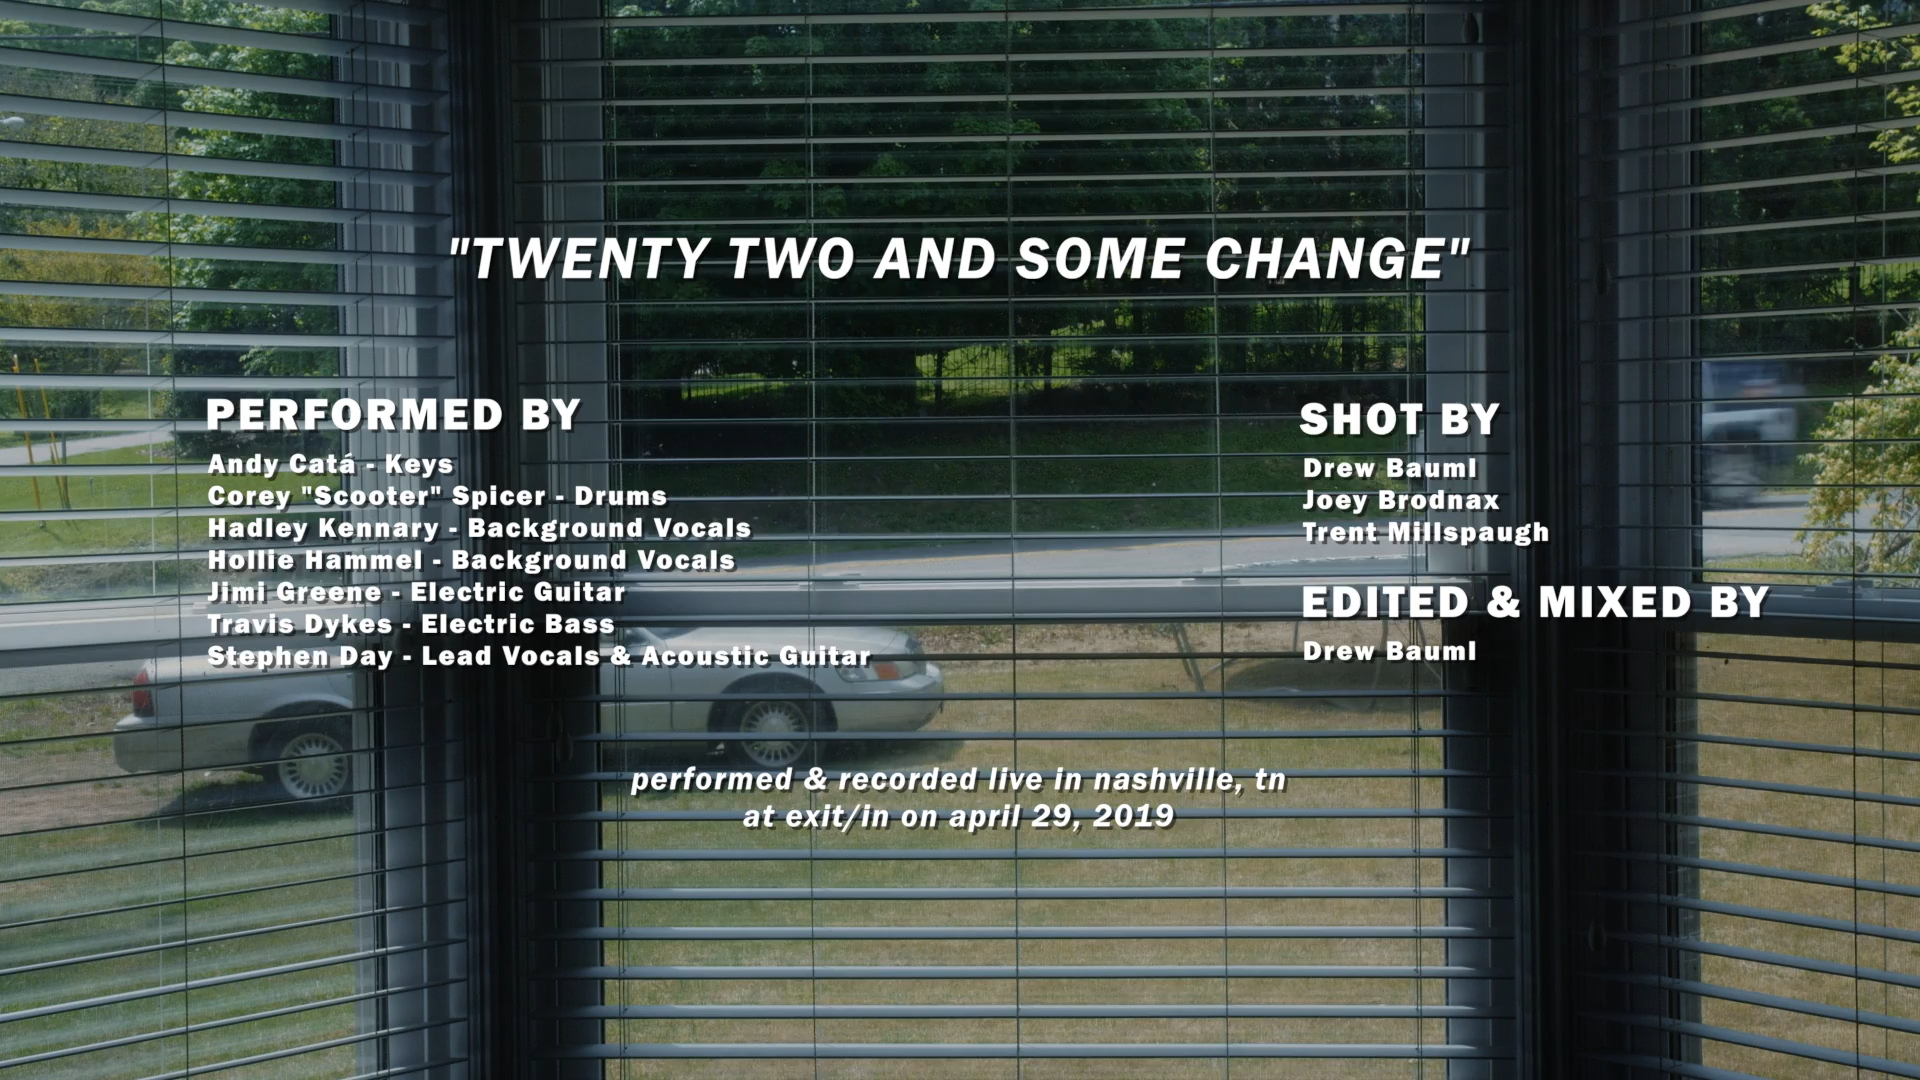 "TWENTY TWO AND SOME CHANGE"
PERFORMED BY
Andy Catá - Keys
Corey "Scooter" Spicer - Drums
Hadley Kennary - Background Vocals
Hollie Hammel - Background Vocals
Jimi Greene - Electric Guitar
Travis Dykes - Electric Bass
Stephen Day - Lead Vocals & Acoustic Guitar
SHOT BY
Drew Bauml
Joey Brodnax
Trent Millspaugh
EDITED & MIXED BY
Drew Bauml
performed & recorded live in nashville, tn
at exit/in on april 29, 2019